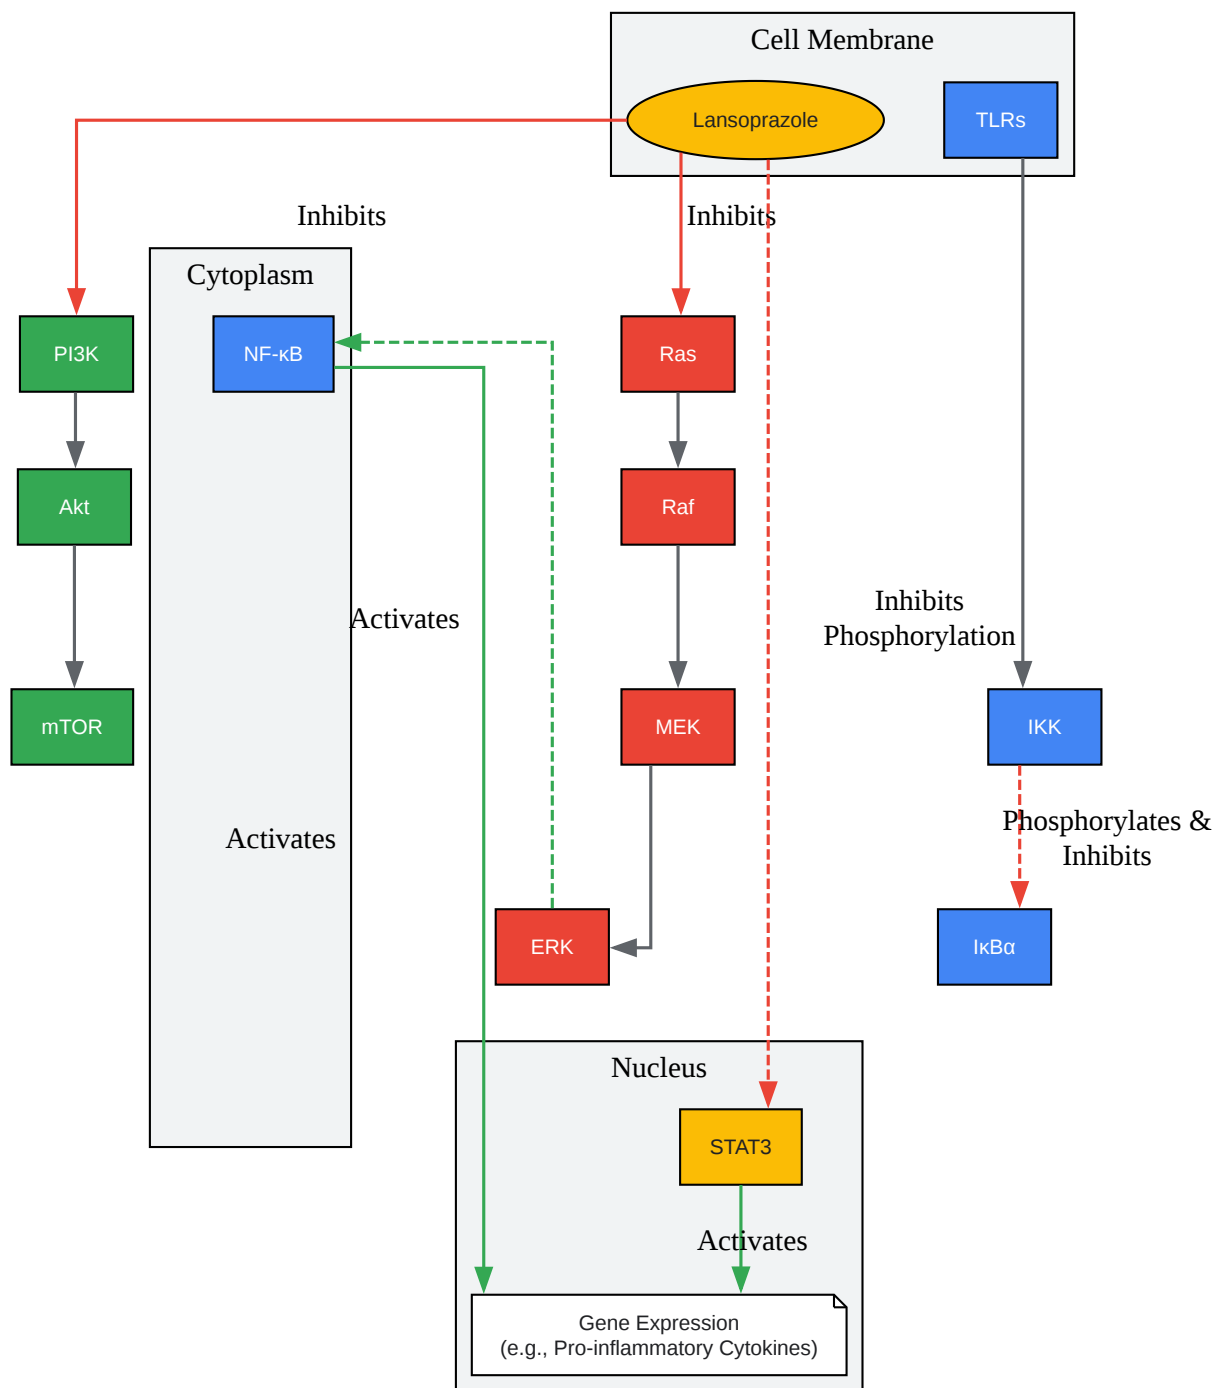 Cell Membrane
Lansoprazole
TLRs
Inhibits
Inhibits
Cytoplasm
PI3K
NF-κB
Ras
Akt
Raf
Inhibits
Phosphorylation
Activates
mTOR
MEK
IKK
Phosphorylates &
Inhibits
Activates
ERK
IκBα
Nucleus
STAT3
Activates
Gene Expression
(e.g., Pro-inflammatory Cytokines)